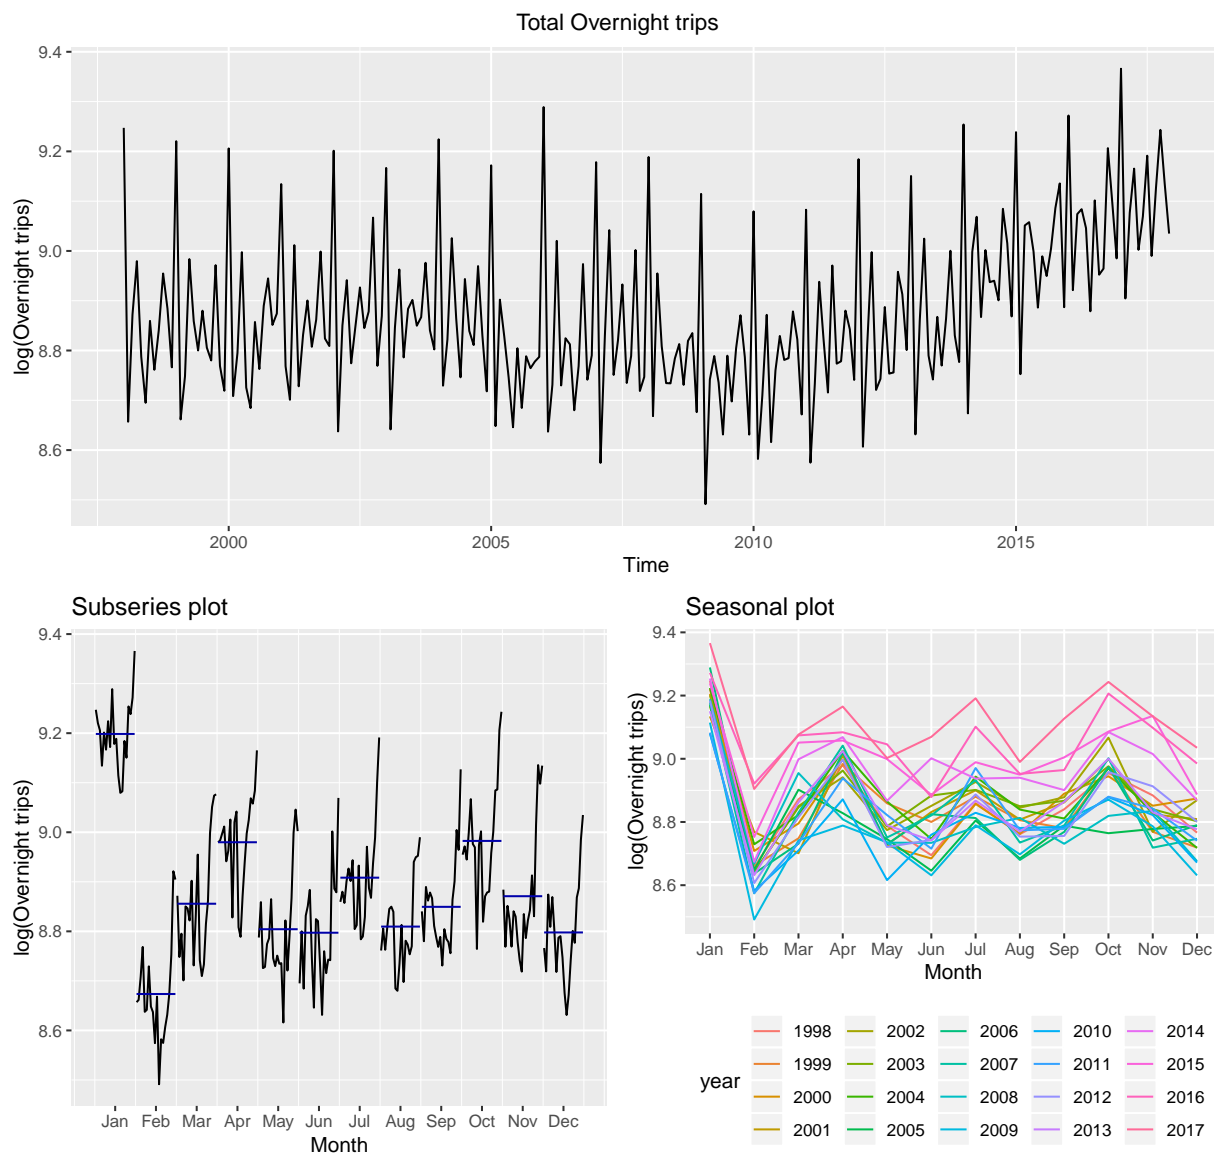 Total Overnight trips
log(Overnight trips)
9.4
9.2
9.0
8.8
8.6
2000 2005 2010 2015
Time
Subseries plot
log(Overnight trips)
9.4
9.2
9.0
8.8
8.6
Jan Feb Mar Apr May Jun Jul Aug Sep Oct Nov Dec
Month
Seasonal plot
log(Overnight trips)
9.4
9.2
9.0
8.8
8.6
Jan Feb Mar Apr May Jun Jul Aug Sep Oct Nov Dec
Month
year
1998 2002 2006 2010 2014
1999 2003 2007 2011 2015
2000 2004 2008 2012 2016
2001 2005 2009 2013 2017